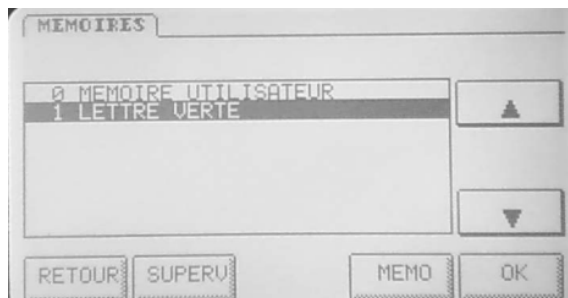 MEMOIRES
0 MEMOIRE UTILISATEUR
1 LETTRE VERTE
RETOUR SUPERV MEMO OK